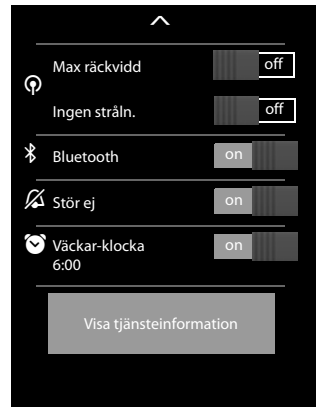 Max räckvidd off
Ingen stråln. off
Bluetooth on
Stör ej on
Väckar-klocka on
6:00
Visa tjänsteinformation